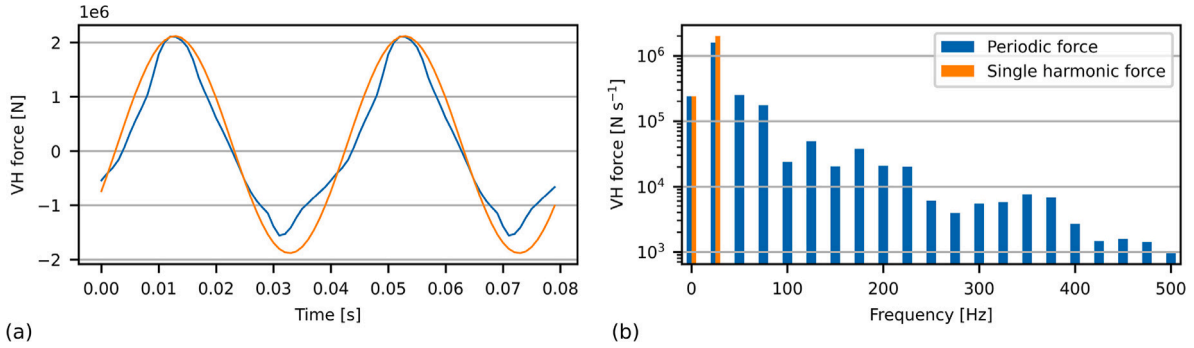 1e6
VH force [N]
2
1
0
−1
−2
0.00 0.01 0.02 0.03 0.04 0.05 0.06 0.07 0.08
Time [s]
(a)
VH force [N s⁻¹]
10⁶
10⁵
10⁴
10³
Periodic force
Single harmonic force
0 100 200 300 400 500
Frequency [Hz]
(b)